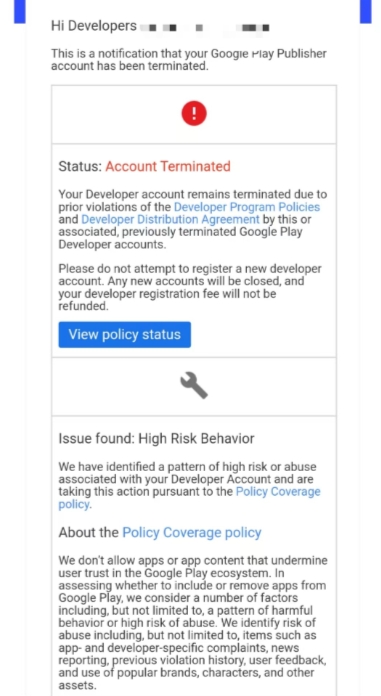 Hi Developers
This is a notification that your Google Play Publisher
account has been terminated.
Status: Account Terminated
Your Developer account remains terminated due to
prior violations of the Developer Program Policies
and Developer Distribution Agreement by this or
associated, previously terminated Google Play
Developer accounts.
Please do not attempt to register a new developer
account. Any new accounts will be closed, and
your developer registration fee will not be
refunded.
View policy status
Issue found: High Risk Behavior
We have identified a pattern of high risk or abuse
associated with your Developer Account and are
taking this action pursuant to the Policy Coverage
policy.
About the Policy Coverage policy
We don't allow apps or app content that undermine
user trust in the Google Play ecosystem. In
assessing whether to include or remove apps from
Google Play, we consider a number of factors
including, but not limited to, a pattern of harmful
behavior or high risk of abuse. We identify risk of
abuse including, but not limited to, items such as
app- and developer-specific complaints, news
reporting, previous violation history, user feedback,
and use of popular brands, characters, and other
assets.